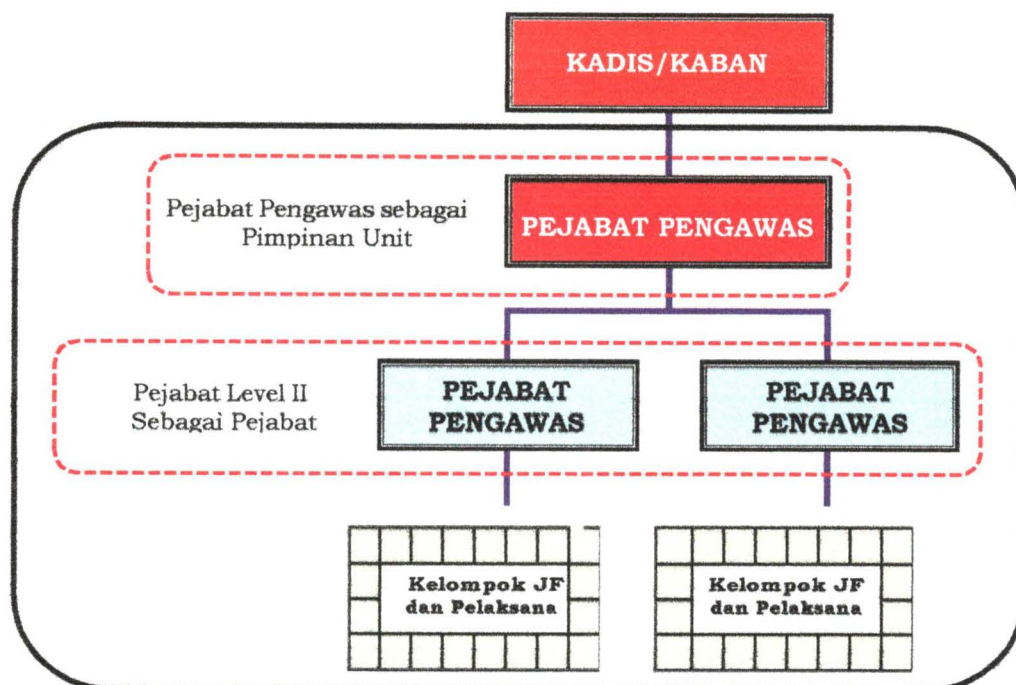 KADIS/KABAN
Pejabat Pengawas sebagai
Pimpinan Unit
PEJABAT PENGAWAS
Pejabat Level II
Sebagai Pejabat
PEJABAT
PENGAWAS
PEJABAT
PENGAWAS
Kelompok JF
dan Pelaksana
Kelompok JF
dan Pelaksana